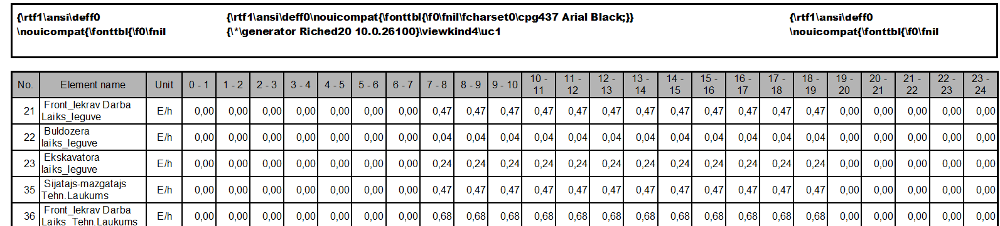 {\rtf1\ansi\deff0 {\rtf1\ansi\deff0\nouicompat{\fonttbl{\f0\fnil\fcharset0\cpg437 Arial Black;}} {\rtf1\ansi\deff0
\nouicompat{\fonttbl{\f0\fnil {\*\generator Riched20 10.0.26100}\viewkind4\uc1 \nouicompat{\fonttbl{\f0\fnil
No. Element name Unit 0 - 1 1 - 2 2 - 3 3 - 4 4 - 5 5 - 6 6 - 7 7 - 8 8 - 9 9 - 10 10 - 11 11 - 12 12 - 13 13 - 14 14 - 15 15 - 16 16 - 17 17 - 18 18 - 19 19 - 20 20 - 21 21 - 22 22 - 23 23 - 24
21 Front_Iekrav Darba Laiks_Ieguve E/h 0,00 0,00 0,00 0,00 0,00 0,00 0,00 0,47 0,47 0,47 0,47 0,47 0,47 0,47 0,47 0,47 0,47 0,47 0,47 0,00 0,00 0,00 0,00 0,00
22 Buldozera laiks_Ieguve E/h 0,00 0,00 0,00 0,00 0,00 0,00 0,00 0,04 0,04 0,04 0,04 0,04 0,04 0,04 0,04 0,04 0,04 0,04 0,04 0,00 0,00 0,00 0,00 0,00
23 Ekskavatora laiks_Ieguve E/h 0,00 0,00 0,00 0,00 0,00 0,00 0,00 0,24 0,24 0,24 0,24 0,24 0,24 0,24 0,24 0,24 0,24 0,24 0,24 0,00 0,00 0,00 0,00 0,00
35 Sijatajs-mazgatajs Tehn.Laukums E/h 0,00 0,00 0,00 0,00 0,00 0,00 0,00 0,47 0,47 0,47 0,47 0,47 0,47 0,47 0,47 0,47 0,47 0,47 0,47 0,00 0,00 0,00 0,00 0,00
36 Front_Iekrav Darba Laiks_Tehn.Laukums E/h 0,00 0,00 0,00 0,00 0,00 0,00 0,00 0,68 0,68 0,68 0,68 0,68 0,68 0,68 0,68 0,68 0,68 0,68 0,68 0,00 0,00 0,00 0,00 0,00